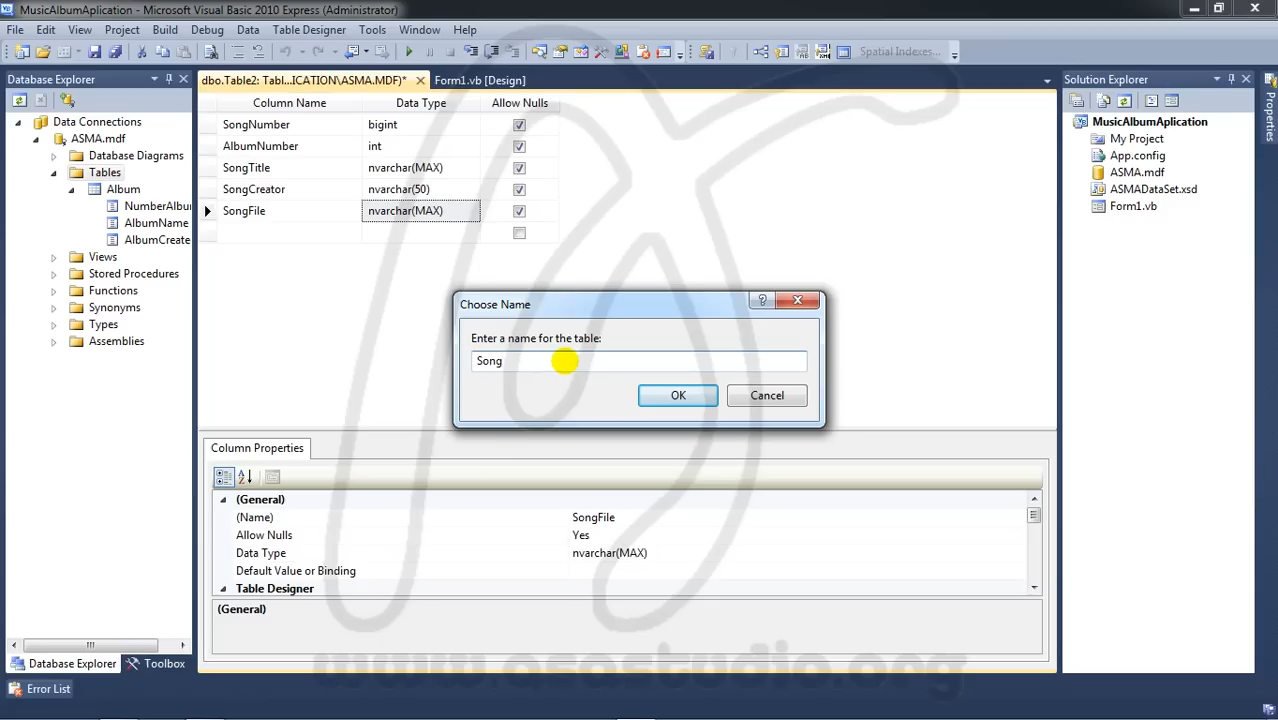 MusicAlbumAplication - Microsoft Visual Basic 2010 Express (Administrator)
File Edit View Project Build Debug Data Table Designer Tools Window Help
Spatial Indexes...
Database Explorer
Data Connections
ASMA.mdf
Database Diagrams
Tables
Album
NumberAlbu
AlbumName
AlbumCreate
Views
Stored Procedures
Functions
Synonyms
Types
Assemblies
Database Explorer Toolbox
Error List
dbo.Table2: Tabl...ICATION\ASMA.MDF)* Form1.vb [Design]
Column Name Data Type Allow Nulls
SongNumber bigint
AlbumNumber int
SongTitle nvarchar(MAX)
SongCreator nvarchar(50)
SongFile nvarchar(MAX)
Choose Name
Enter a name for the table:
Song
OK Cancel
Column Properties
(General)
(Name) SongFile
Allow Nulls Yes
Data Type nvarchar(MAX)
Default Value or Binding
Table Designer
(General)
www.asastudio.org
Solution Explorer
MusicAlbumAplication
My Project
App.config
ASMA.mdf
ASMADataSet.xsd
Form1.vb
Properties